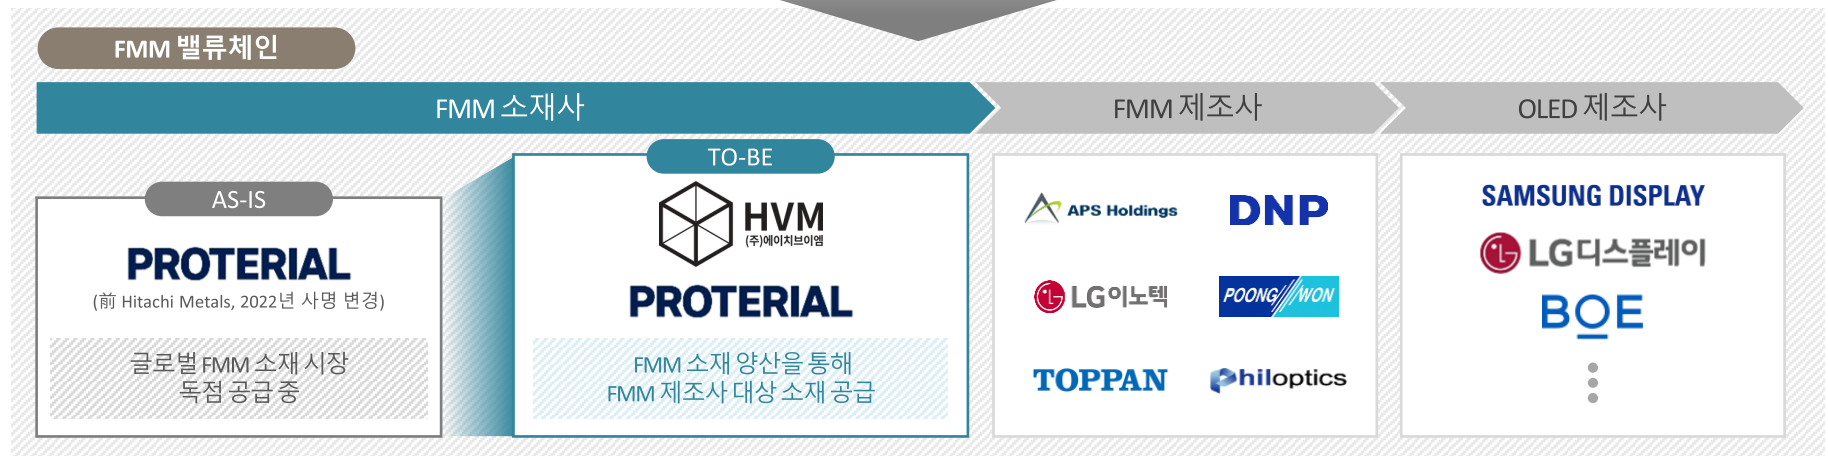 FMM 밸류체인
FMM 소재사
FMM 제조사
OLED 제조사
AS-IS
PROTERIAL
(前 Hitachi Metals, 2022년 사명 변경)
글로벌 FMM 소재 시장
독점 공급 중
TO-BE
HVM
(주)에이치브이엠
PROTERIAL
FMM 소재 양산을 통해
FMM 제조사 대상 소재 공급
APS Holdings
DNP
LG이노텍
POONG WON
TOPPAN
Philoptics
SAMSUNG DISPLAY
LG디스플레이
BOE